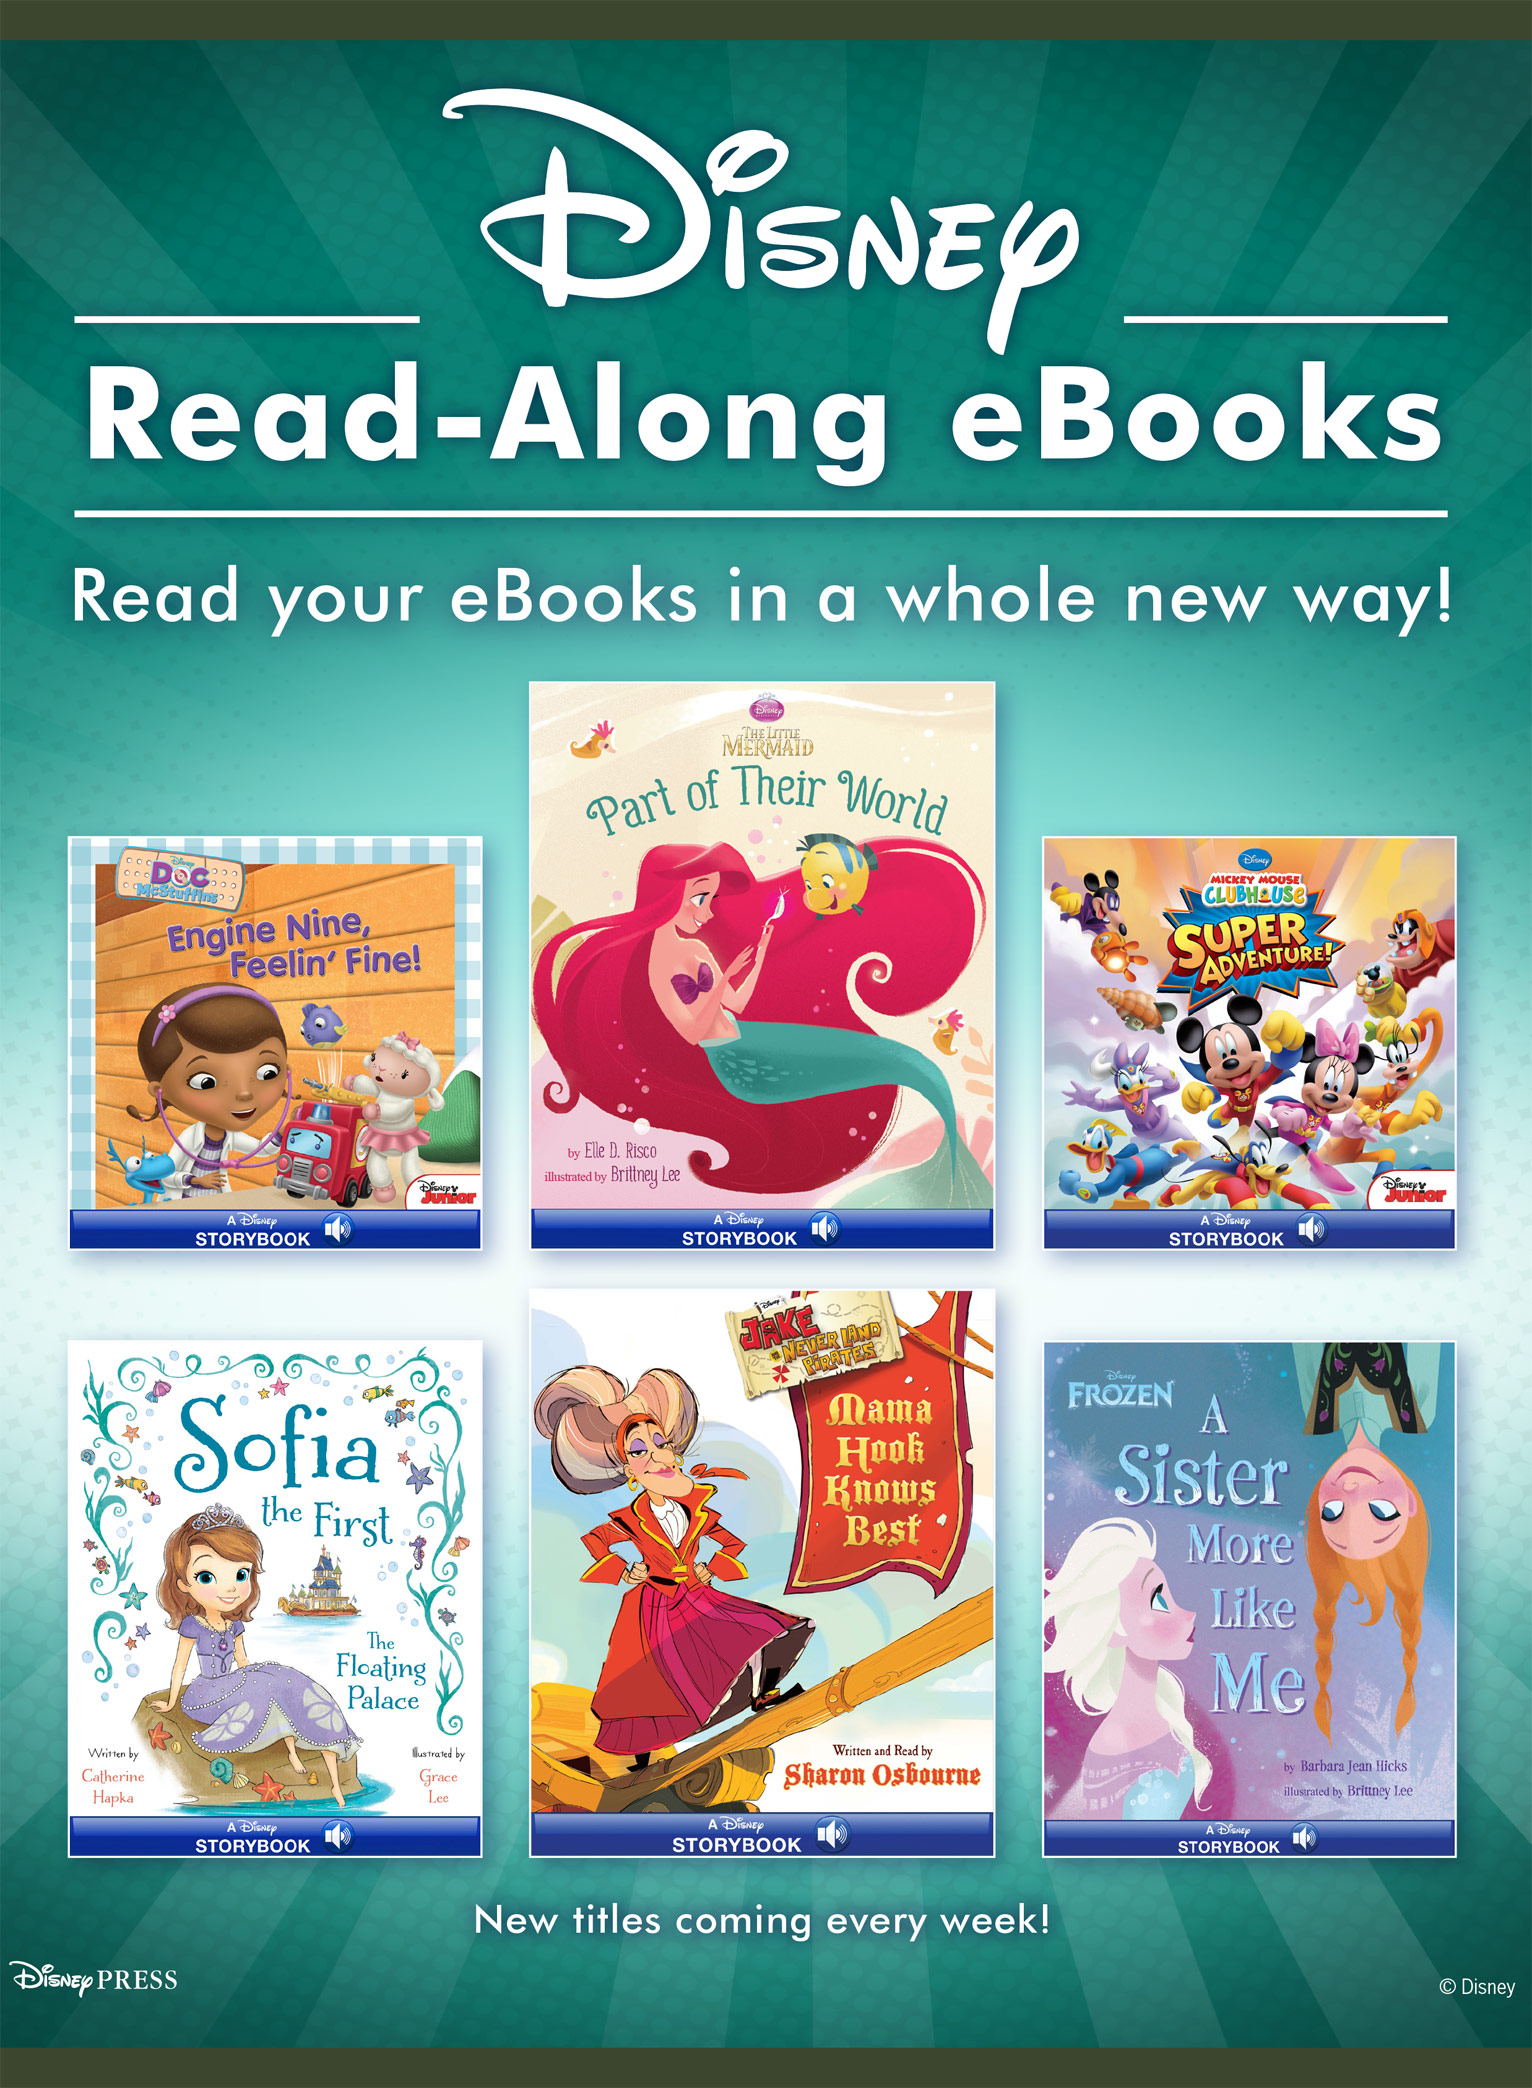 Disney
Read-Along eBooks
Read your eBooks in a whole new way!
Disney
THE LITTLE
MERMAID
Part of Their World
by Elle D. Risco
illustrated by Brittney Lee
A Disney
STORYBOOK
Disney
DOC
McStuffins
Engine Nine,
Feelin' Fine!
Disney
Junior
A Disney
STORYBOOK
Disney
MICKEY MOUSE
CLUBHOUSE
SUPER
ADVENTURE!
Disney
Junior
A Disney
STORYBOOK
Sofia
the First
The
Floating
Palace
Written by
Catherine
Hapka
Illustrated by
Grace
Lee
A Disney
STORYBOOK
Disney
JAKE
NEVER LAND
PIRATES
Mama
Hook
Knows
Best
Written and Read by
Sharon Osbourne
A Disney
STORYBOOK
Disney
FROZEN
A
Sister
More
Like
Me
by Barbara Jean Hicks
illustrated by Brittney Lee
A Disney
STORYBOOK
New titles coming every week!
Disney PRESS
© Disney